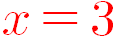 x = 3